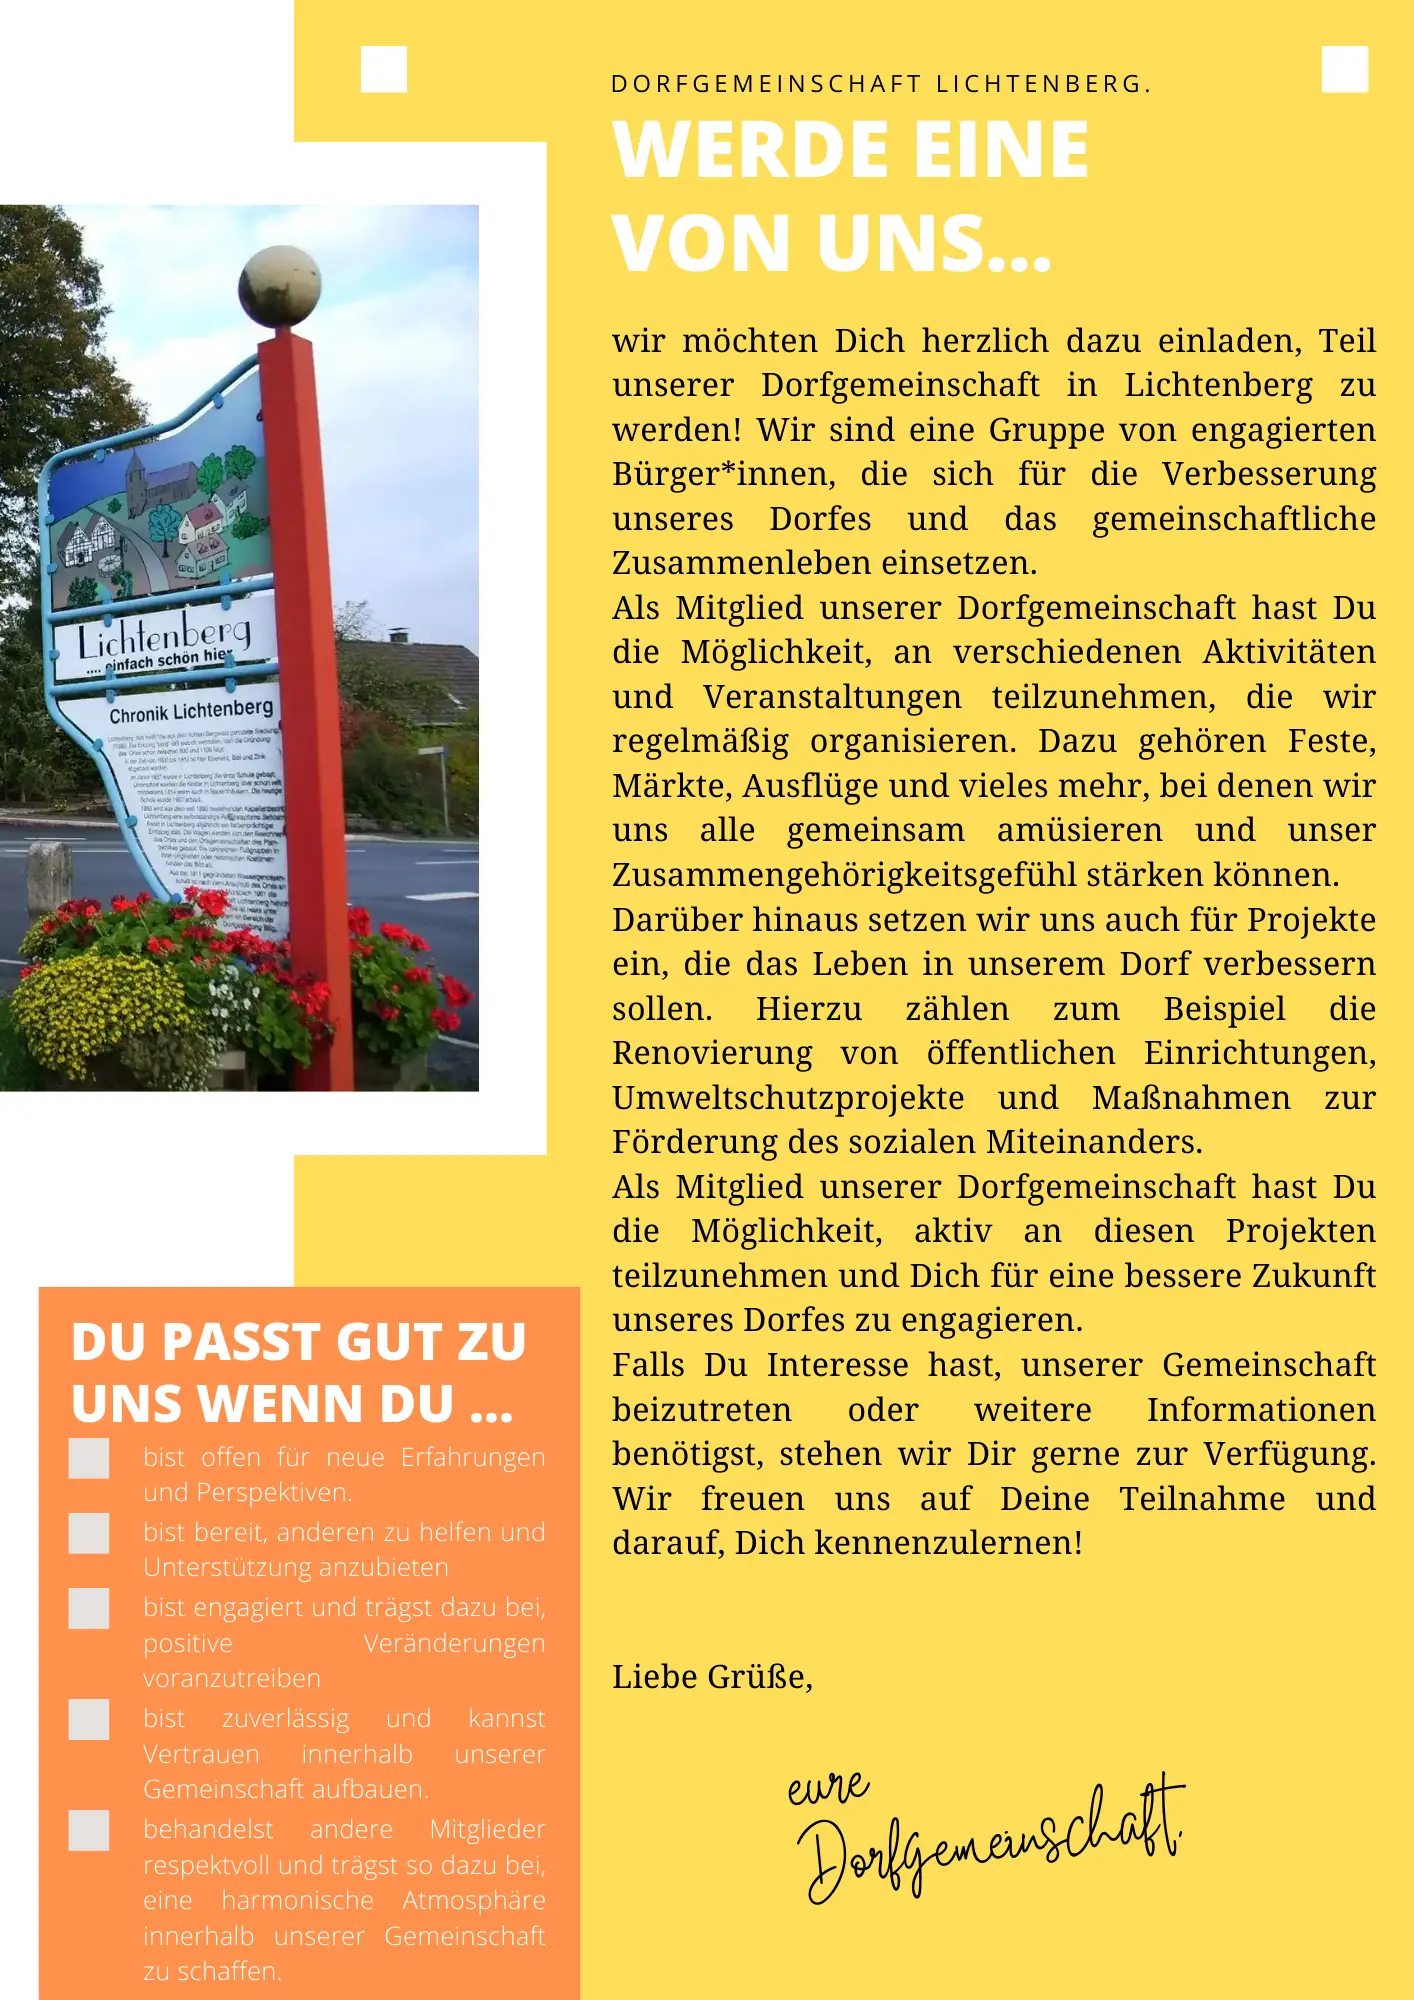 DORFGEMEINSCHAFT LICHTENBERG.
WERDE EINE
VON UNS...
wir möchten Dich herzlich dazu einladen, Teil
unserer Dorfgemeinschaft in Lichtenberg zu
werden! Wir sind eine Gruppe von engagierten
Bürger*innen, die sich für die Verbesserung
unseres Dorfes und das gemeinschaftliche
Zusammenleben einsetzen.
Als Mitglied unserer Dorfgemeinschaft hast Du
die Möglichkeit, an verschiedenen Aktivitäten
und Veranstaltungen teilzunehmen, die wir
regelmäßig organisieren. Dazu gehören Feste,
Märkte, Ausflüge und vieles mehr, bei denen wir
uns alle gemeinsam amüsieren und unser
Zusammengehörigkeitsgefühl stärken können.
Darüber hinaus setzen wir uns auch für Projekte
ein, die das Leben in unserem Dorf verbessern
sollen. Hierzu zählen zum Beispiel die
Renovierung von öffentlichen Einrichtungen,
Umweltschutzprojekte und Maßnahmen zur
Förderung des sozialen Miteinanders.
Als Mitglied unserer Dorfgemeinschaft hast Du
die Möglichkeit, aktiv an diesen Projekten
teilzunehmen und Dich für eine bessere Zukunft
unseres Dorfes zu engagieren.
Falls Du Interesse hast, unserer Gemeinschaft
beizutreten oder weitere Informationen
benötigst, stehen wir Dir gerne zur Verfügung.
Wir freuen uns auf Deine Teilnahme und
darauf, Dich kennenzulernen!
Liebe Grüße,
eure
Dorfgemeinschaft.
Lichtenberg
.... einfach schön hier
Chronik Lichtenberg
DU PASST GUT ZU
UNS WENN DU ...
bist offen für neue Erfahrungen
und Perspektiven.
bist bereit, anderen zu helfen und
Unterstützung anzubieten
bist engagiert und trägst dazu bei,
positive Veränderungen
voranzutreiben
bist zuverlässig und kannst
Vertrauen innerhalb unserer
Gemeinschaft aufbauen.
behandelst andere Mitglieder
respektvoll und trägst so dazu bei,
eine harmonische Atmosphäre
innerhalb unserer Gemeinschaft
zu schaffen.